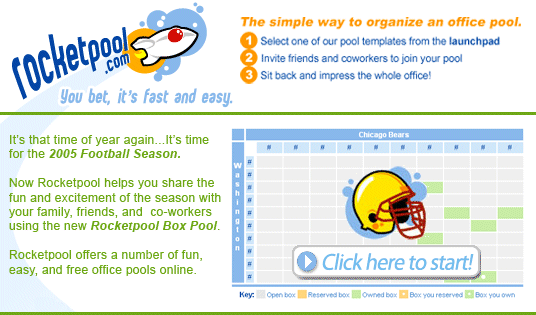 rocketpool
.com
You bet, it's fast and easy.
The simple way to organize an office pool.
1 Select one of our pool templates from the launchpad
2 Invite friends and coworkers to join your pool
3 Sit back and impress the whole office!
It's that time of year again...It's time
for the 2005 Football Season.
Now Rocketpool helps you share the
fun and excitement of the season with
your family, friends, and co-workers
using the new Rocketpool Box Pool.
Rocketpool offers a number of fun,
easy, and free office pools online.
Chicago Bears
# # # # # # # # # #
Washington
#
#
#
#
#
#
#
#
#
#
Click here to start!
Key: Open box Reserved box Owned box Box you reserved Box you own